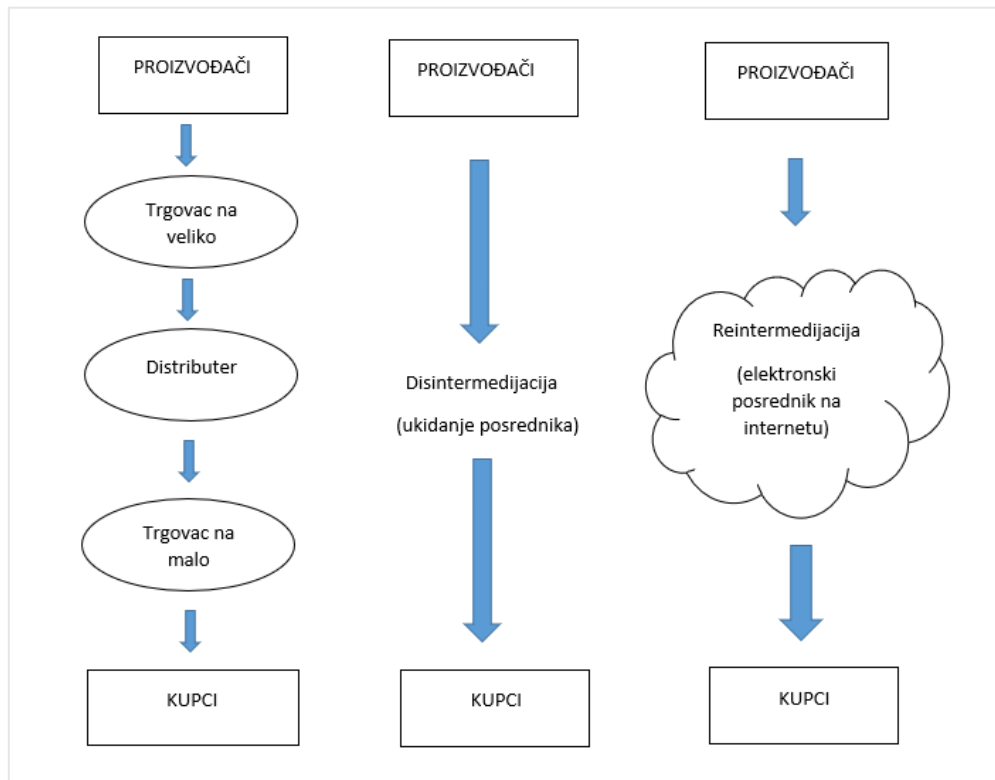 PROIZVOĐAČI
Trgovac na
veliko
Distributer
Trgovac na
malo
KUPCI
PROIZVOĐAČI
Disintermedijacija
(ukidanje posrednika)
KUPCI
PROIZVOĐAČI
Reintermedijacija
(elektronski
posrednik na
internetu)
KUPCI